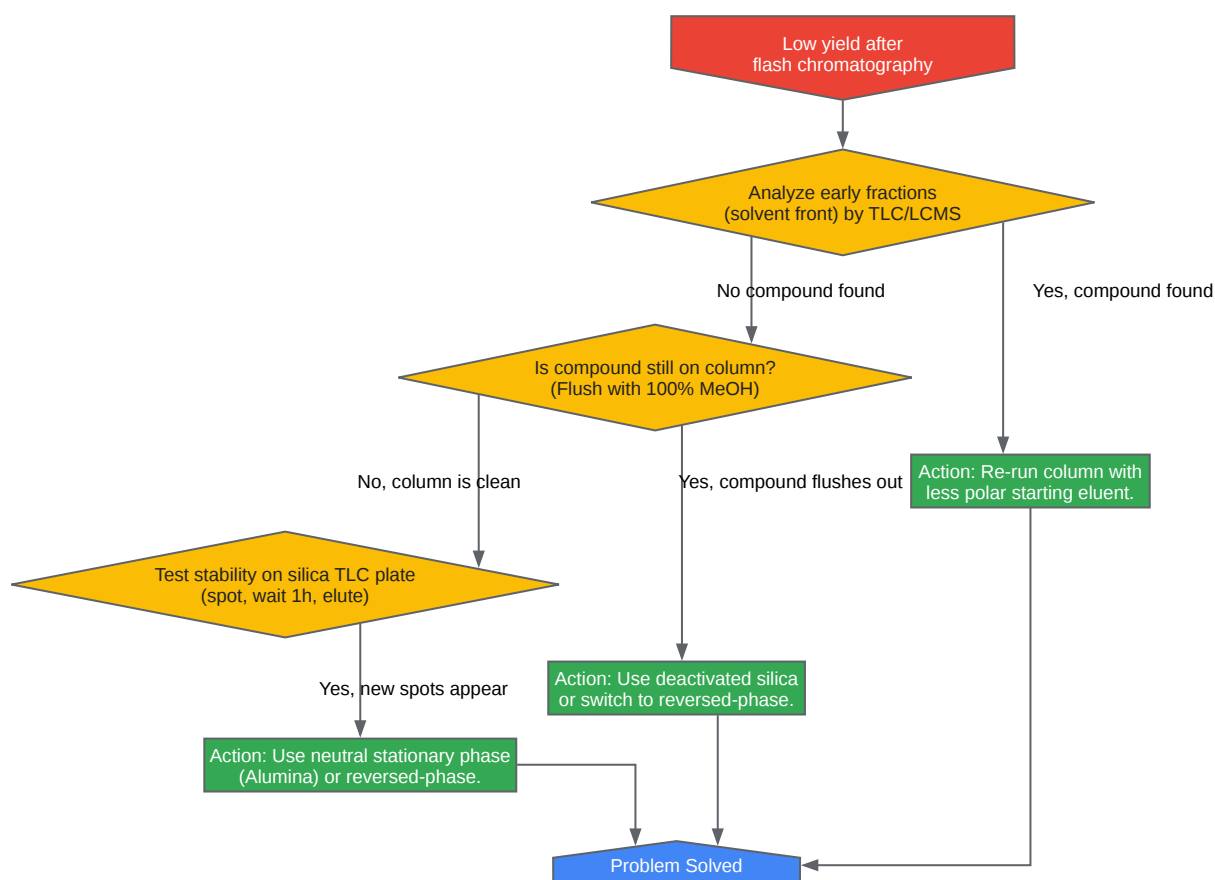 Low yield after
flash chromatography
Analyze early fractions
(solvent front) by TLC/LCMS
No compound found
Yes, compound found
Is compound still on column?
(Flush with 100% MeOH)
No, column is clean
Yes, compound flushes out
Action: Re-run column with
less polar starting eluent.
Test stability on silica TLC plate
(spot, wait 1h, elute)
Yes, new spots appear
Action: Use deactivated silica
or switch to reversed-phase.
Action: Use neutral stationary phase
(Alumina) or reversed-phase.
Problem Solved